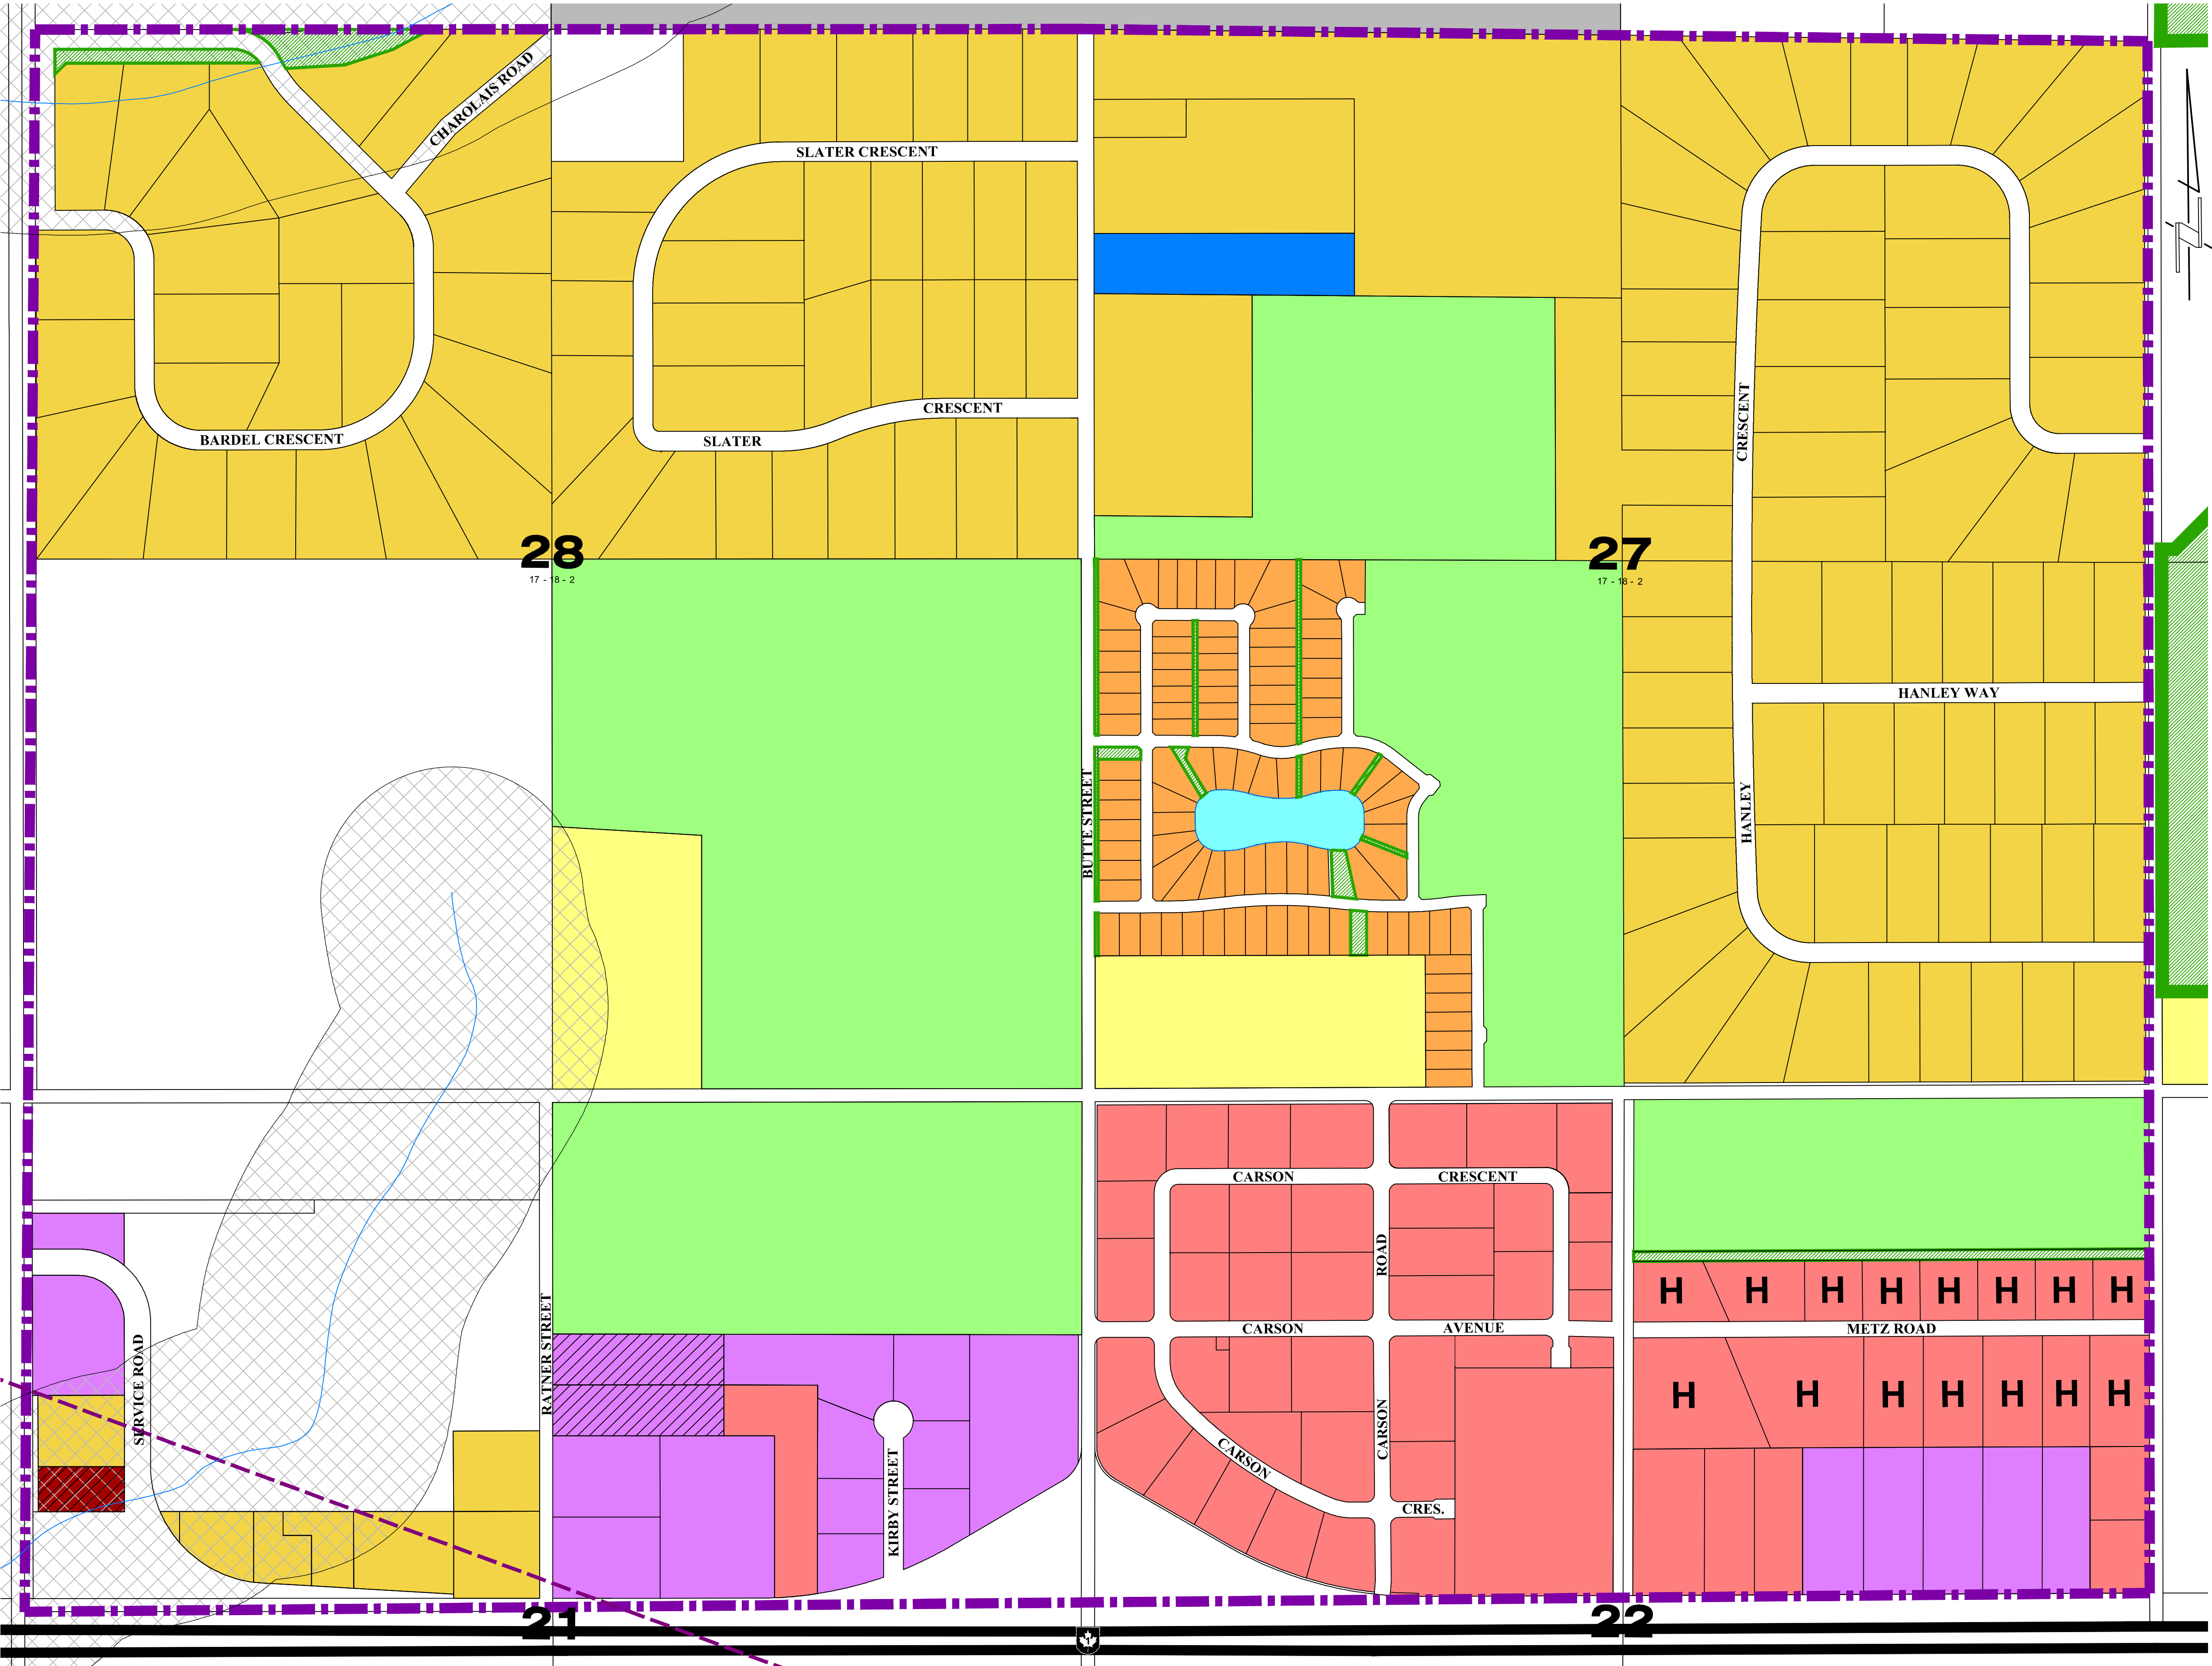 CHAROLAIS ROAD
SLATER CRESCENT
CRESCENT
SLATER
BARDEL CRESCENT
CRESCENT
28
17 - 18 - 2
27
17 - 18 - 2
HANLEY WAY
HANLEY
BUTTE STREET
CARSON
CRESCENT
ROAD
H H H H H H H H
CARSON
AVENUE
METZ ROAD
RATNER STREET
SERVICE ROAD
H H H H H H H
CARSON
CARSON
KIRBY STREET
CRES.
21
22
1